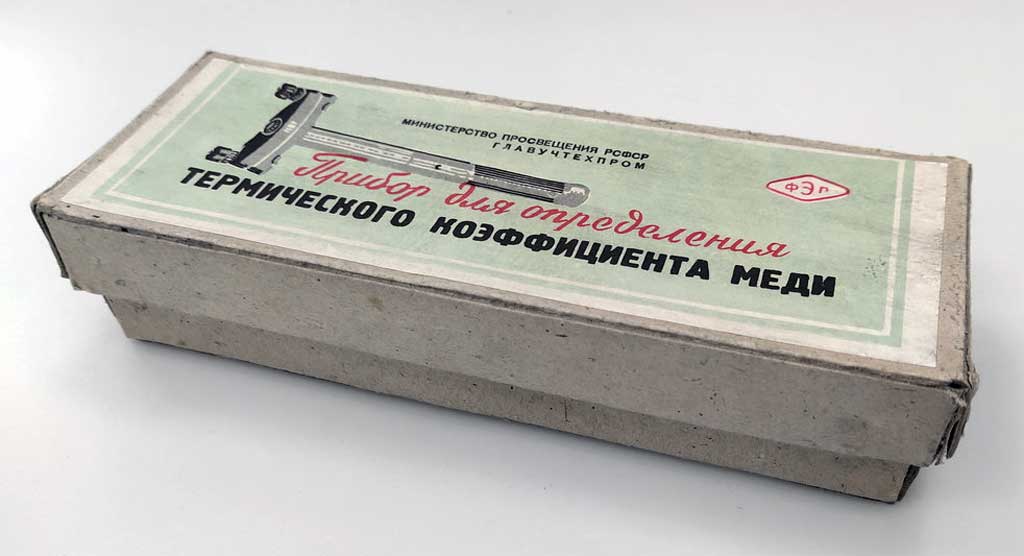 МИНИСТЕРСТВО ПРОСВЕЩЕНИЯ РСФСР
ГЛАВУЧТЕХПРОМ
Прибор для определения
ТЕРМИЧЕСКОГО КОЭФФИЦИЕНТА МЕДИ
ФЭП